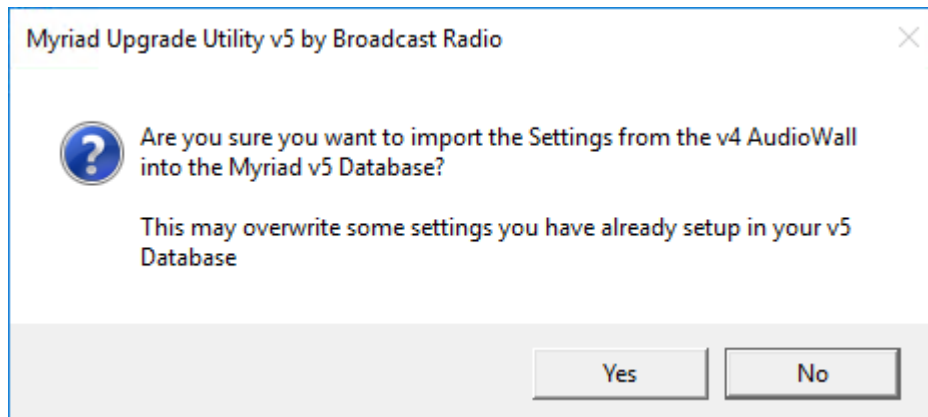 Myriad Upgrade Utility v5 by Broadcast Radio
Are you sure you want to import the Settings from the v4 AudioWall
into the Myriad v5 Database?
This may overwrite some settings you have already setup in your v5
Database
Yes
No